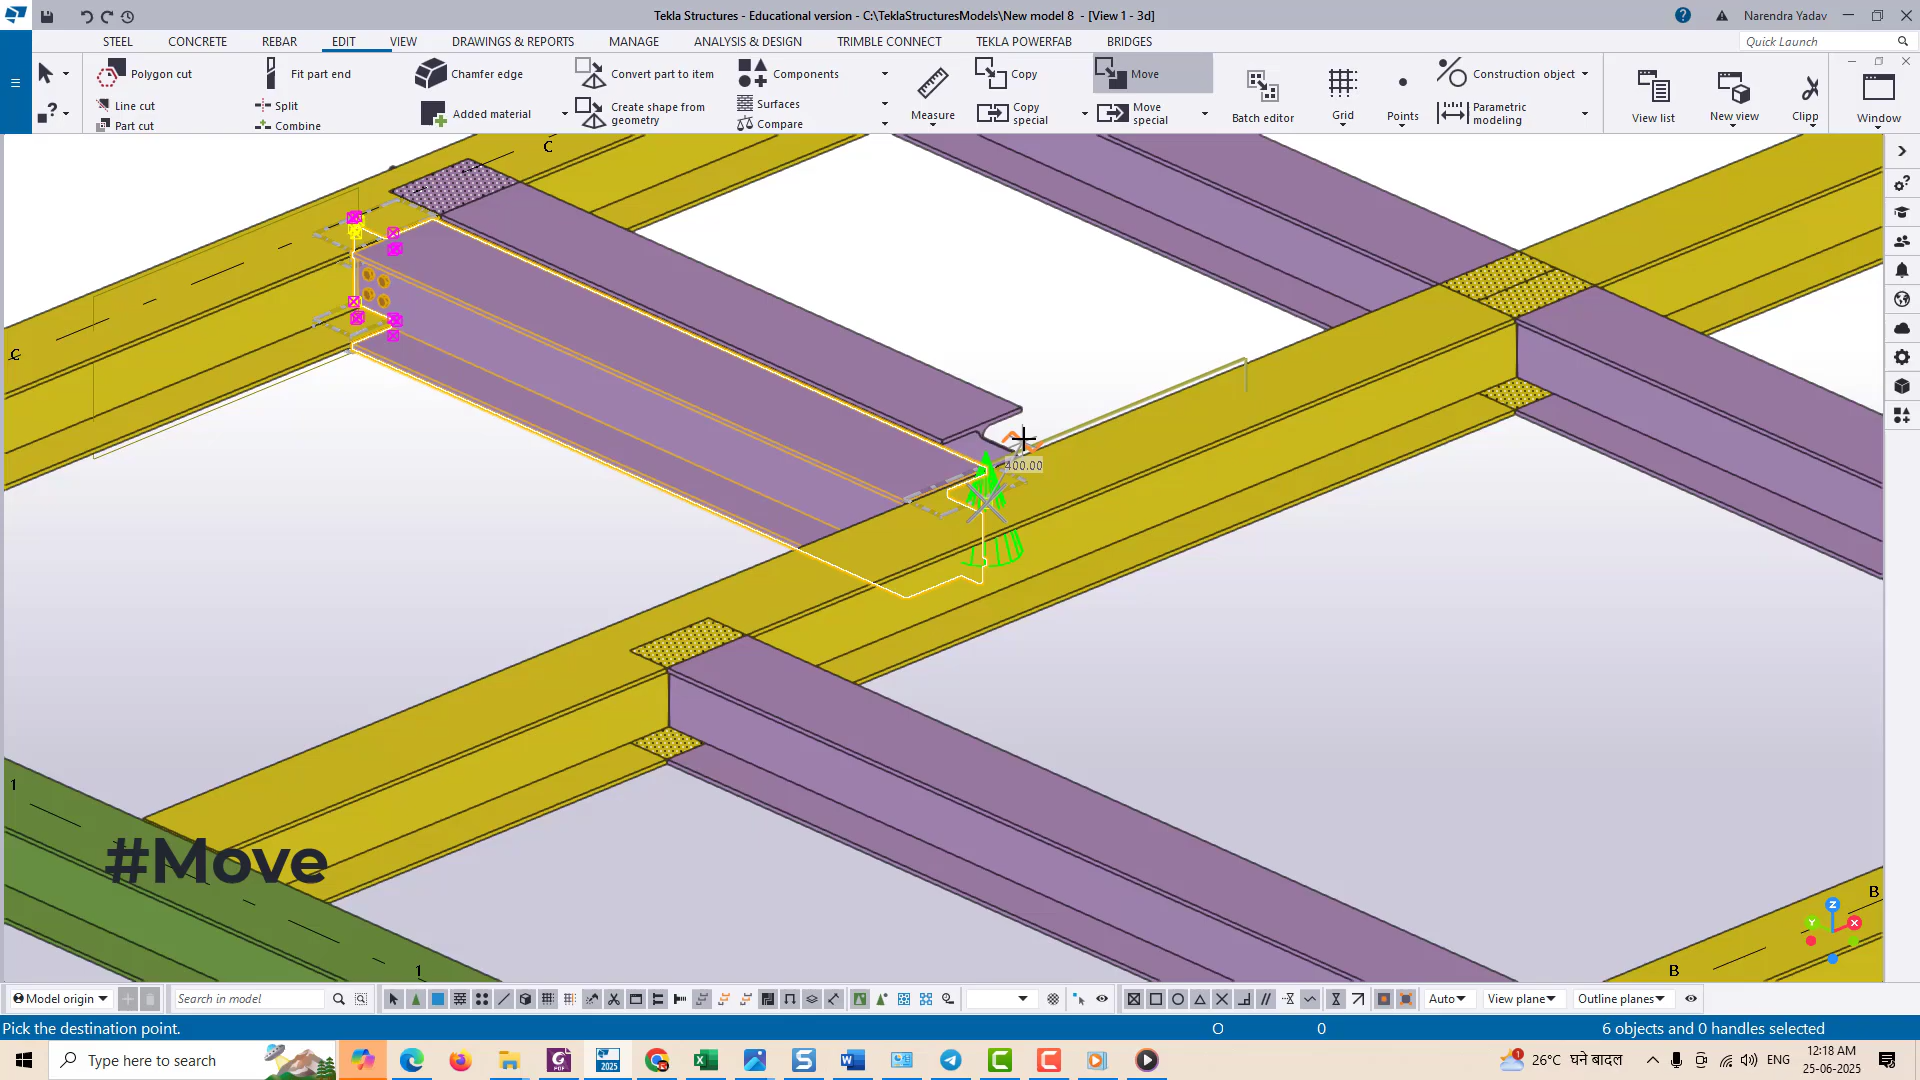 Tekla Structures - Educational version - C:\TeklaStructuresModels\New model 8 - [View 1 - 3d]
Narendra Yadav
STEEL CONCRETE REBAR EDIT VIEW DRAWINGS & REPORTS MANAGE ANALYSIS & DESIGN TRIMBLE CONNECT TEKLA POWERFAB BRIDGES
Quick Launch
Polygon cut
Line cut
Part cut
Fit part end
Split
Combine
Chamfer edge
Added material
Convert part to item
Create shape from geometry
Components
Surfaces
Compare
Measure
Copy
Copy special
Move
Move special
Batch editor
Grid
Points
Construction object
Parametric modeling
View list
New view
Clipp
Window
C
C
400.00
1
1
B
B
Z
Y
X
#Move
Model origin
Search in model
Auto
View plane
Outline planes
Pick the destination point.
O
0
6 objects and 0 handles selected
Type here to search
2025
26°C घने बादल
ENG
12:18 AM
25-06-2025